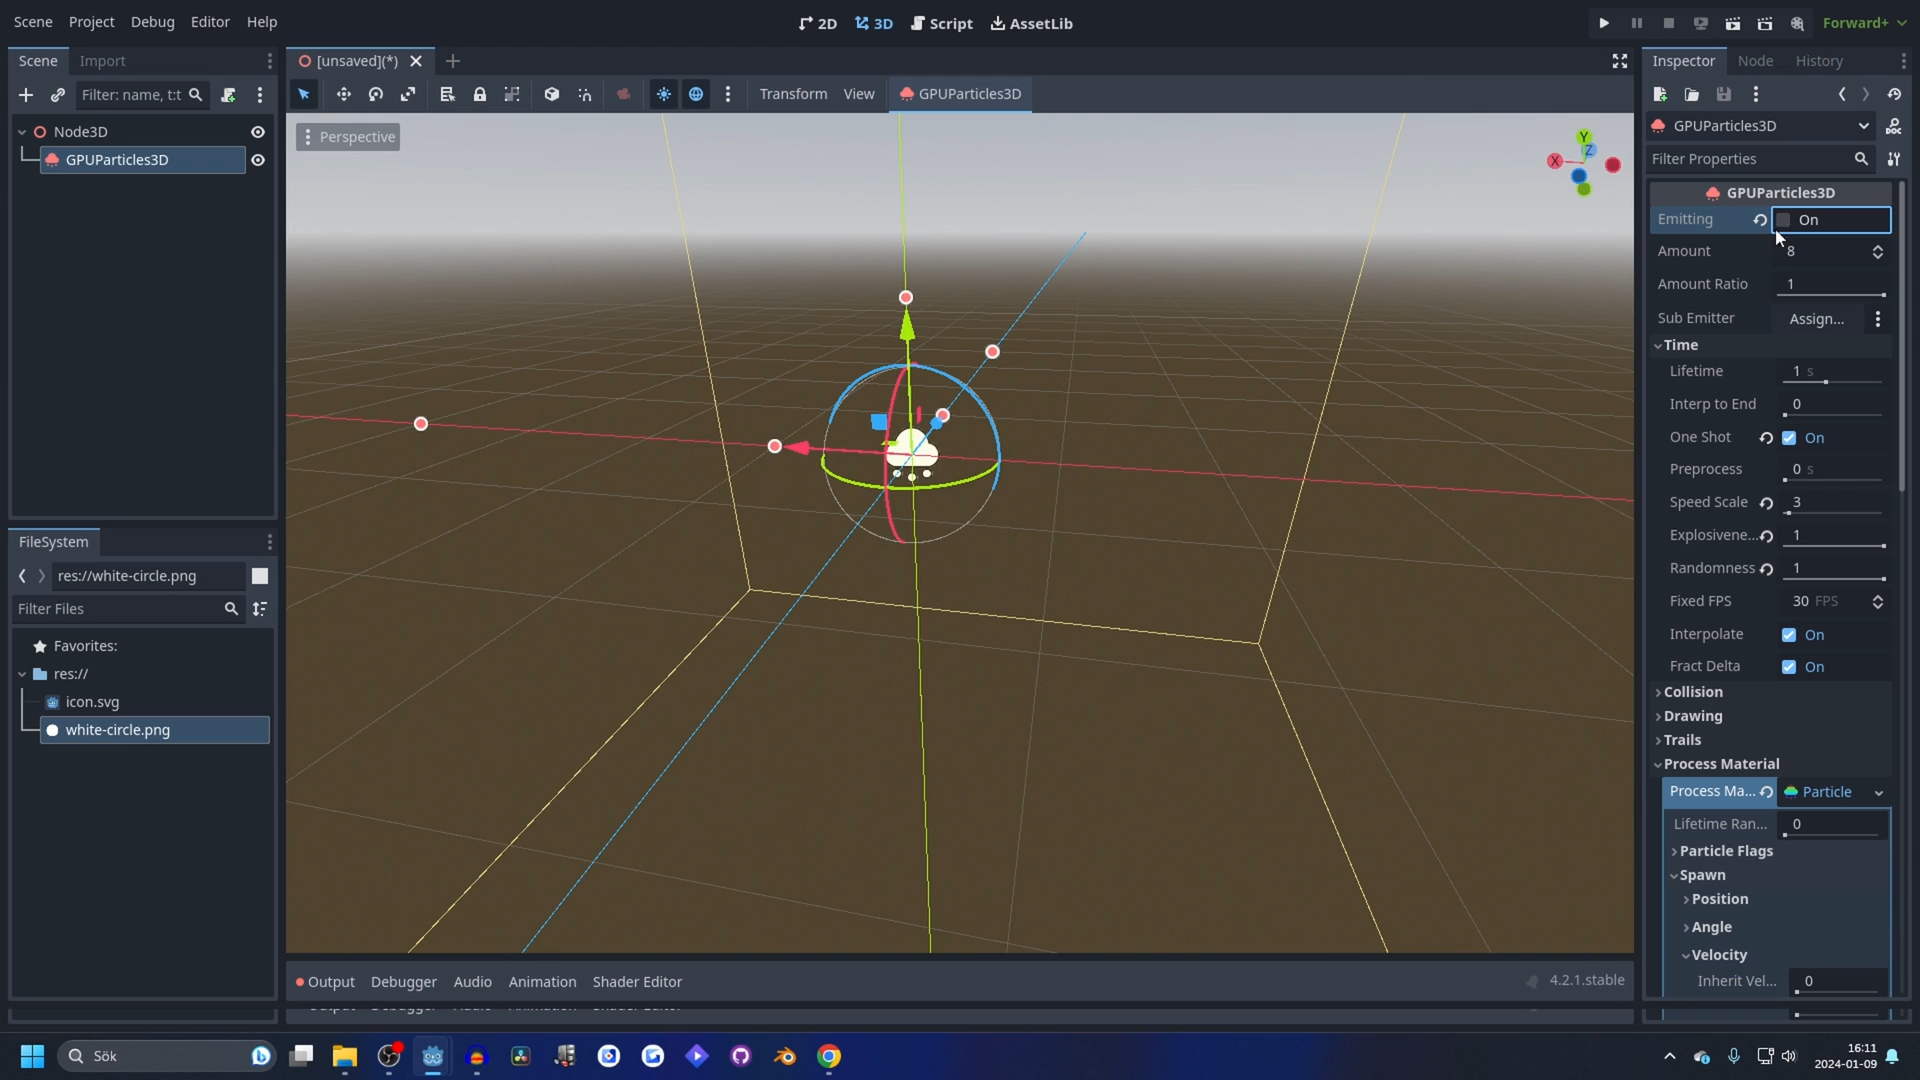 Scene Project Debug Editor Help
2D 3D Script AssetLib
Forward+
Scene Import
[unsaved](*)
Inspector Node History
Filter: name, t:t
Transform View GPUParticles3D
Node3D
GPUParticles3D
Perspective
Y
Z
X
GPUParticles3D
Filter Properties
GPUParticles3D
Emitting On
Amount 8
Amount Ratio 1
Sub Emitter Assign...
Time
Lifetime 1 s
Interp to End 0
One Shot On
Preprocess 0 s
Speed Scale 3
Explosivene... 1
Randomness 1
Fixed FPS 30 FPS
Interpolate On
Fract Delta On
Collision
Drawing
Trails
Process Material
Process Ma... Particle
Lifetime Ran... 0
Particle Flags
Spawn
Position
Angle
Velocity
Inherit Vel... 0
FileSystem
res://white-circle.png
Filter Files
Favorites:
res://
icon.svg
white-circle.png
Output Debugger Audio Animation Shader Editor
4.2.1.stable
Sök
16:11
2024-01-09